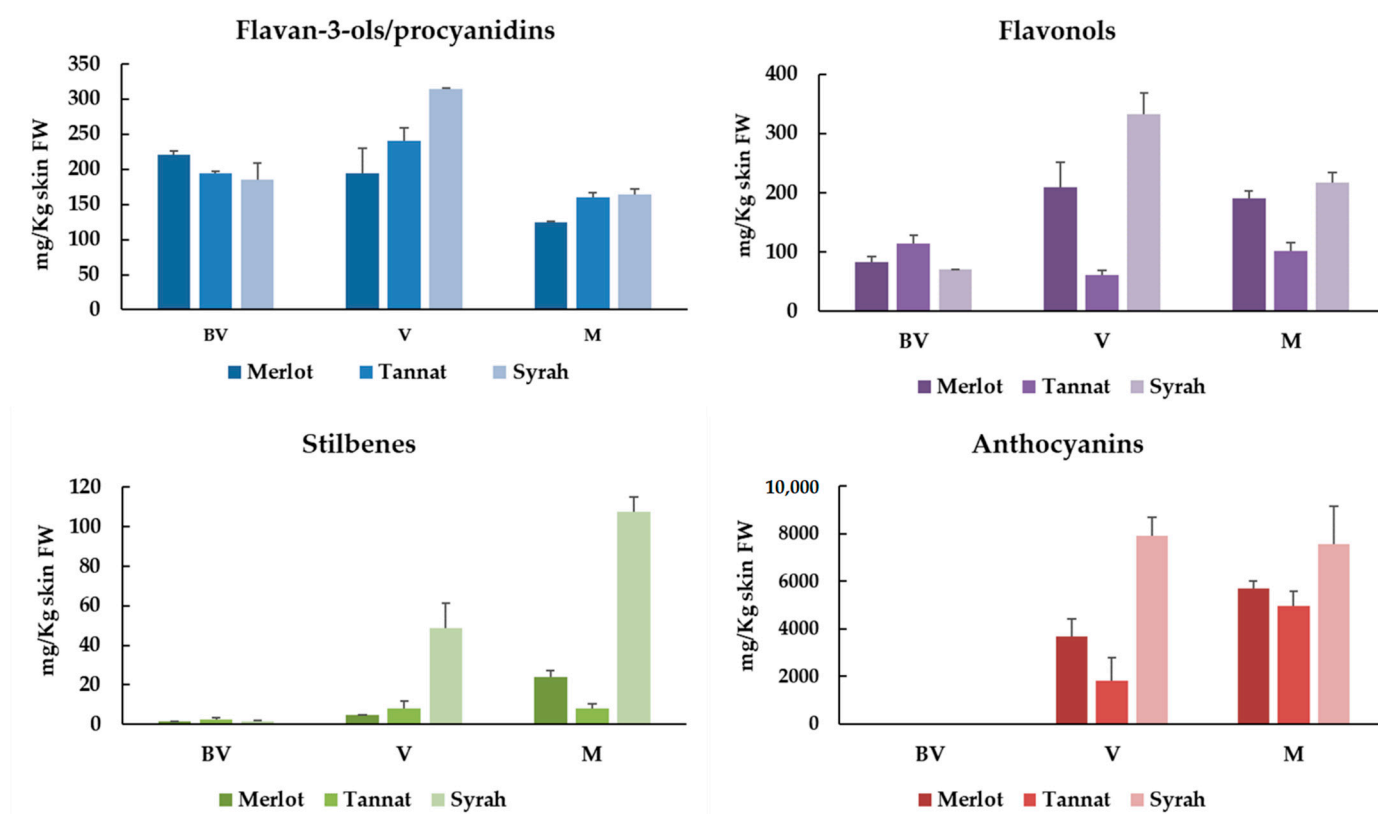 Flavan-3-ols/procyanidins
mg/Kg skin FW
350
300
250
200
150
100
50
0
BV V M
Merlot Tannat Syrah
Flavonols
mg/Kg skin FW
400
300
200
100
0
BV V M
Merlot Tannat Syrah
Stilbenes
mg/Kg skin FW
120
100
80
60
40
20
0
BV V M
Merlot Tannat Syrah
Anthocyanins
mg/Kg skin FW
10,000
8000
6000
4000
2000
0
BV V M
Merlot Tannat Syrah